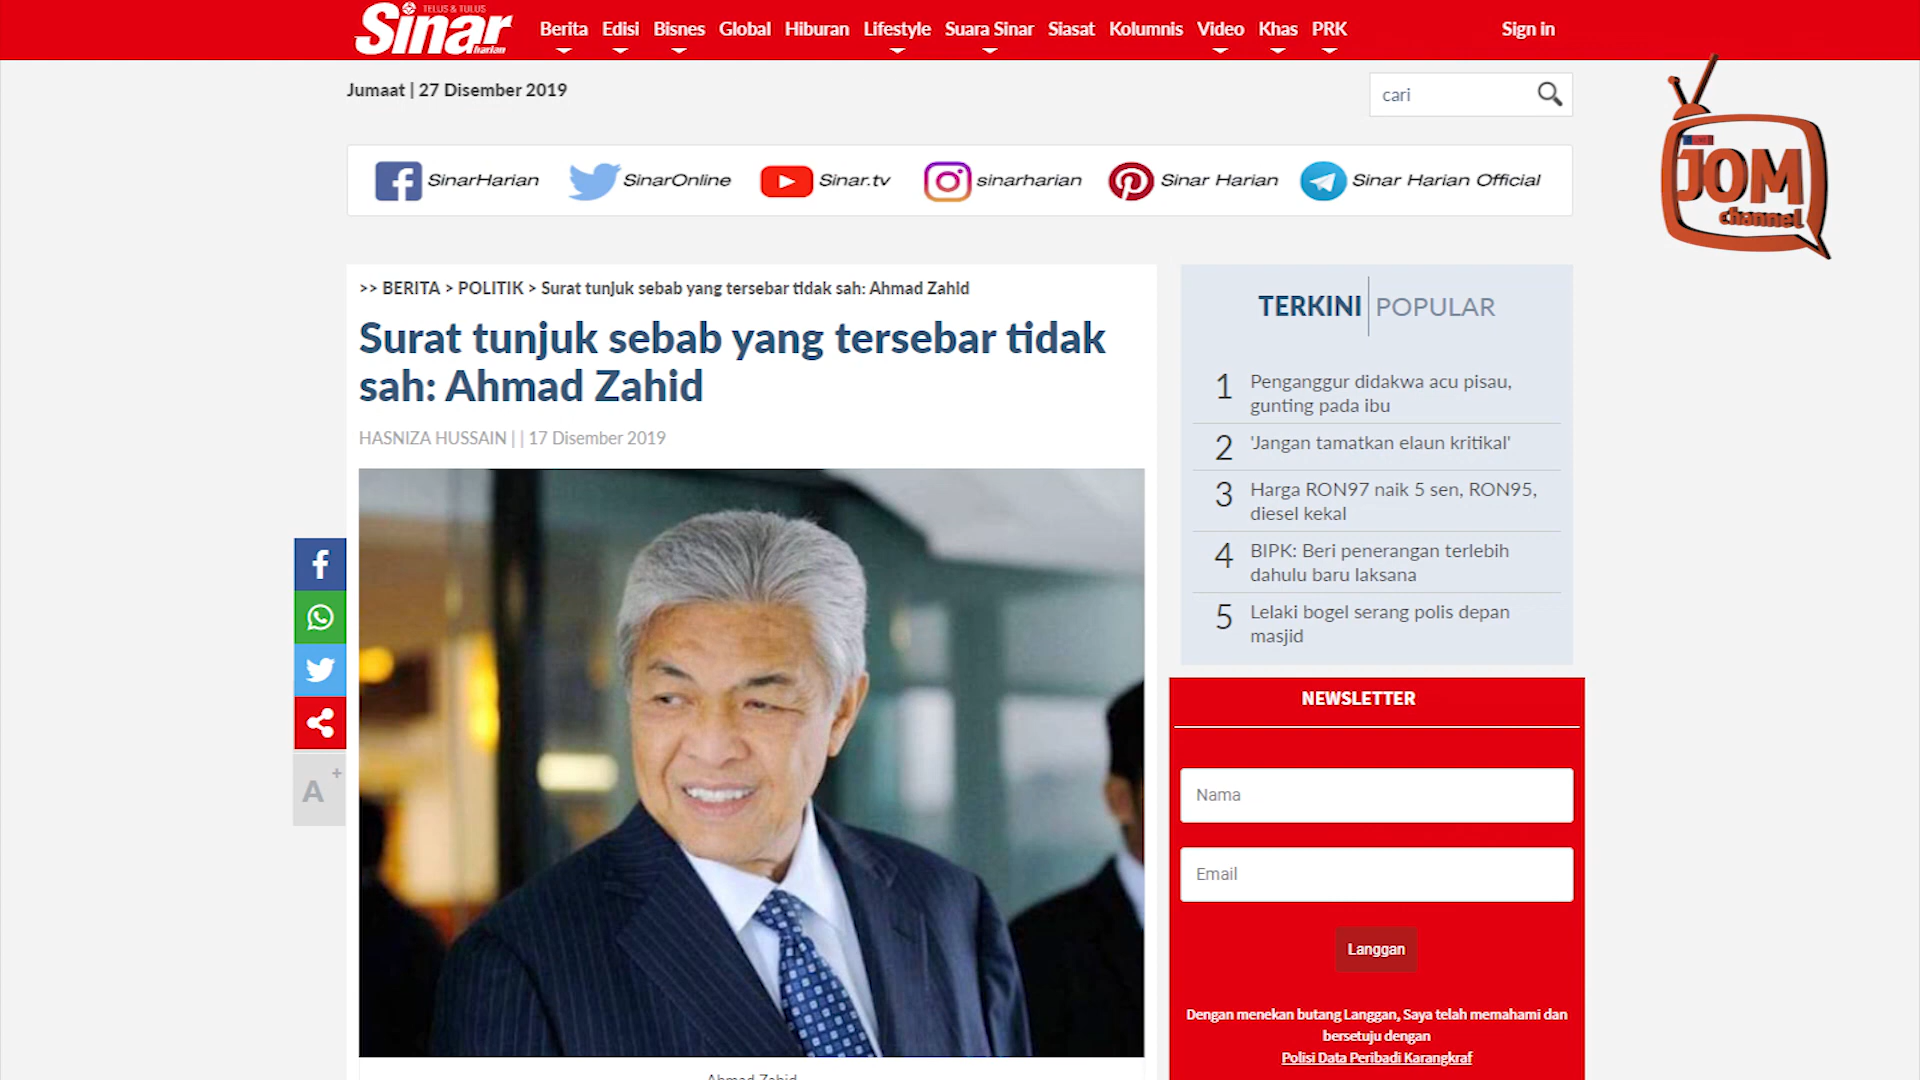 TELUS & TULUS
Sinar
harian
Berita Edisi Bisnes Global Hiburan Lifestyle Suara Sinar Siasat Kolumnis Video Khas PRK
Sign in
Jumaat | 27 Disember 2019
cari
JOM
channel
SinarHarian SinarOnline Sinar.tv sinarharian Sinar Harian Sinar Harian Official
>> BERITA > POLITIK > Surat tunjuk sebab yang tersebar tidak sah: Ahmad Zahid
Surat tunjuk sebab yang tersebar tidak
sah: Ahmad Zahid
HASNIZA HUSSAIN | | 17 Disember 2019
A+
Ahmad Zahid
TERKINI POPULAR
1 Penganggur didakwa acu pisau,
gunting pada ibu
2 'Jangan tamatkan elaun kritikal'
3 Harga RON97 naik 5 sen, RON95,
diesel kekal
4 BIPK: Beri penerangan terlebih
dahulu baru laksana
5 Lelaki bogel serang polis depan
masjid
NEWSLETTER
Nama
Email
Langgan
Dengan menekan butang Langgan, Saya telah memahami dan
bersetuju dengan
Polisi Data Peribadi Karangkraf